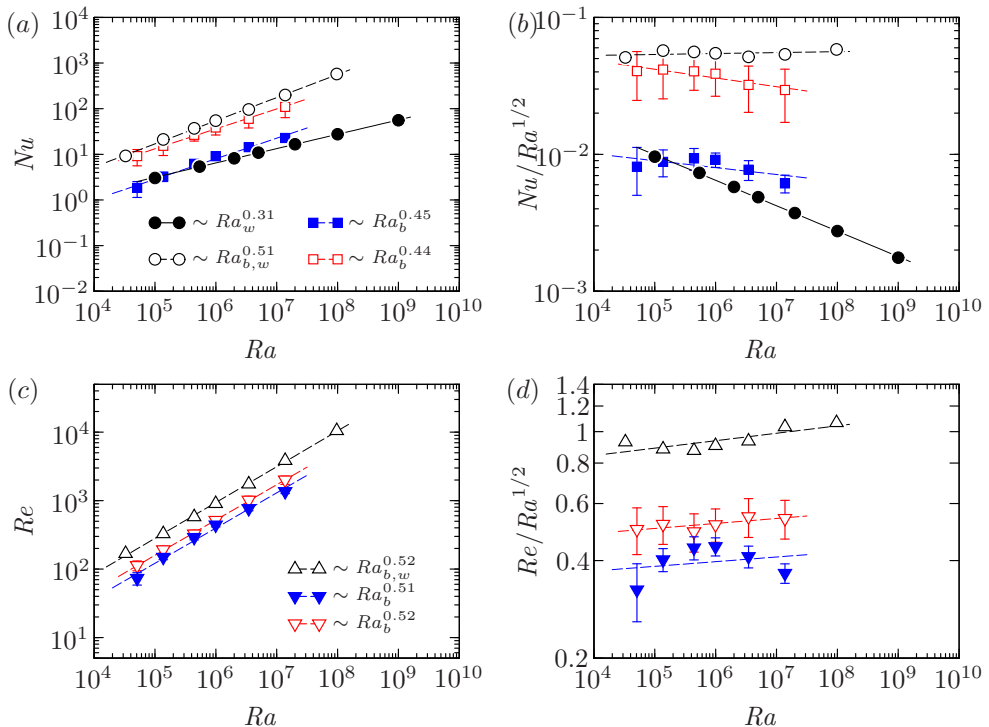 (a)
10^3
10^2
10^1
10^0
10^{-1}
10^{-2}
Nu
∼ Ra_w^{0.31}
∼ Ra_b^{0.45}
∼ Ra_{b,w}^{0.51}
∼ Ra_b^{0.44}
10^4 10^5 10^6 10^7 10^8 10^9 10^{10}
Ra
(b)
10^{-1}
10^{-2}
10^{-3}
Nu/Ra^{1/2}
10^4 10^5 10^6 10^7 10^8 10^9 10^{10}
Ra
(c)
10^4
10^3
10^2
10^1
Re
∼ Ra_{b,w}^{0.52}
∼ Ra_b^{0.51}
∼ Ra_b^{0.52}
10^4 10^5 10^6 10^7 10^8 10^9 10^{10}
Ra
(d)
1.4
1.2
1
0.8
0.6
0.4
0.2
Re/Ra^{1/2}
10^4 10^5 10^6 10^7 10^8 10^9 10^{10}
Ra